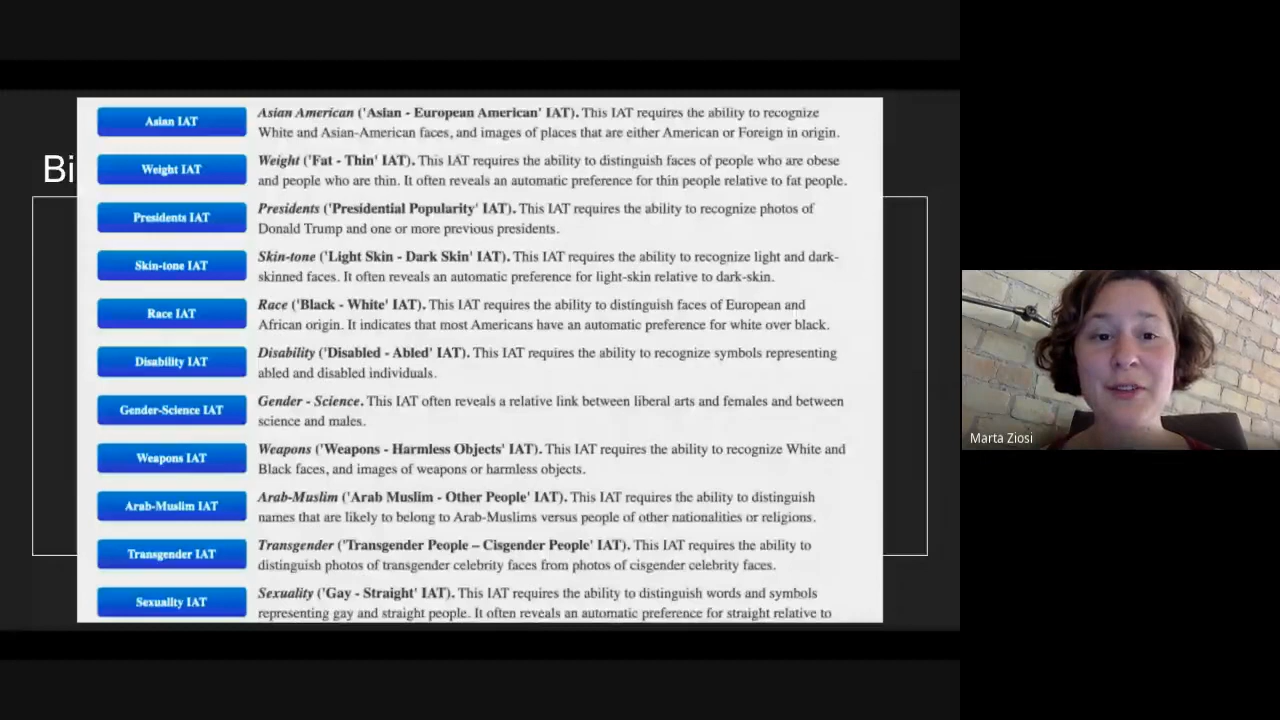 Bi
Asian IAT
Asian American ('Asian - European American' IAT). This IAT requires the ability to recognize
White and Asian-American faces, and images of places that are either American or Foreign in origin.
Weight IAT
Weight ('Fat - Thin' IAT). This IAT requires the ability to distinguish faces of people who are obese
and people who are thin. It often reveals an automatic preference for thin people relative to fat people.
Presidents IAT
Presidents ('Presidential Popularity' IAT). This IAT requires the ability to recognize photos of
Donald Trump and one or more previous presidents.
Skin-tone IAT
Skin-tone ('Light Skin - Dark Skin' IAT). This IAT requires the ability to recognize light and dark-
skinned faces. It often reveals an automatic preference for light-skin relative to dark-skin.
Race IAT
Race ('Black - White' IAT). This IAT requires the ability to distinguish faces of European and
African origin. It indicates that most Americans have an automatic preference for white over black.
Disability IAT
Disability ('Disabled - Abled' IAT). This IAT requires the ability to recognize symbols representing
abled and disabled individuals.
Gender-Science IAT
Gender - Science. This IAT often reveals a relative link between liberal arts and females and between
science and males.
Weapons IAT
Weapons ('Weapons - Harmless Objects' IAT). This IAT requires the ability to recognize White and
Black faces, and images of weapons or harmless objects.
Arab-Muslim IAT
Arab-Muslim ('Arab Muslim - Other People' IAT). This IAT requires the ability to distinguish
names that are likely to belong to Arab-Muslims versus people of other nationalities or religions.
Transgender IAT
Transgender ('Transgender People – Cisgender People' IAT). This IAT requires the ability to
distinguish photos of transgender celebrity faces from photos of cisgender celebrity faces.
Sexuality IAT
Sexuality ('Gay - Straight' IAT). This IAT requires the ability to distinguish words and symbols
representing gay and straight people. It often reveals an automatic preference for straight relative to
Marta Ziosi